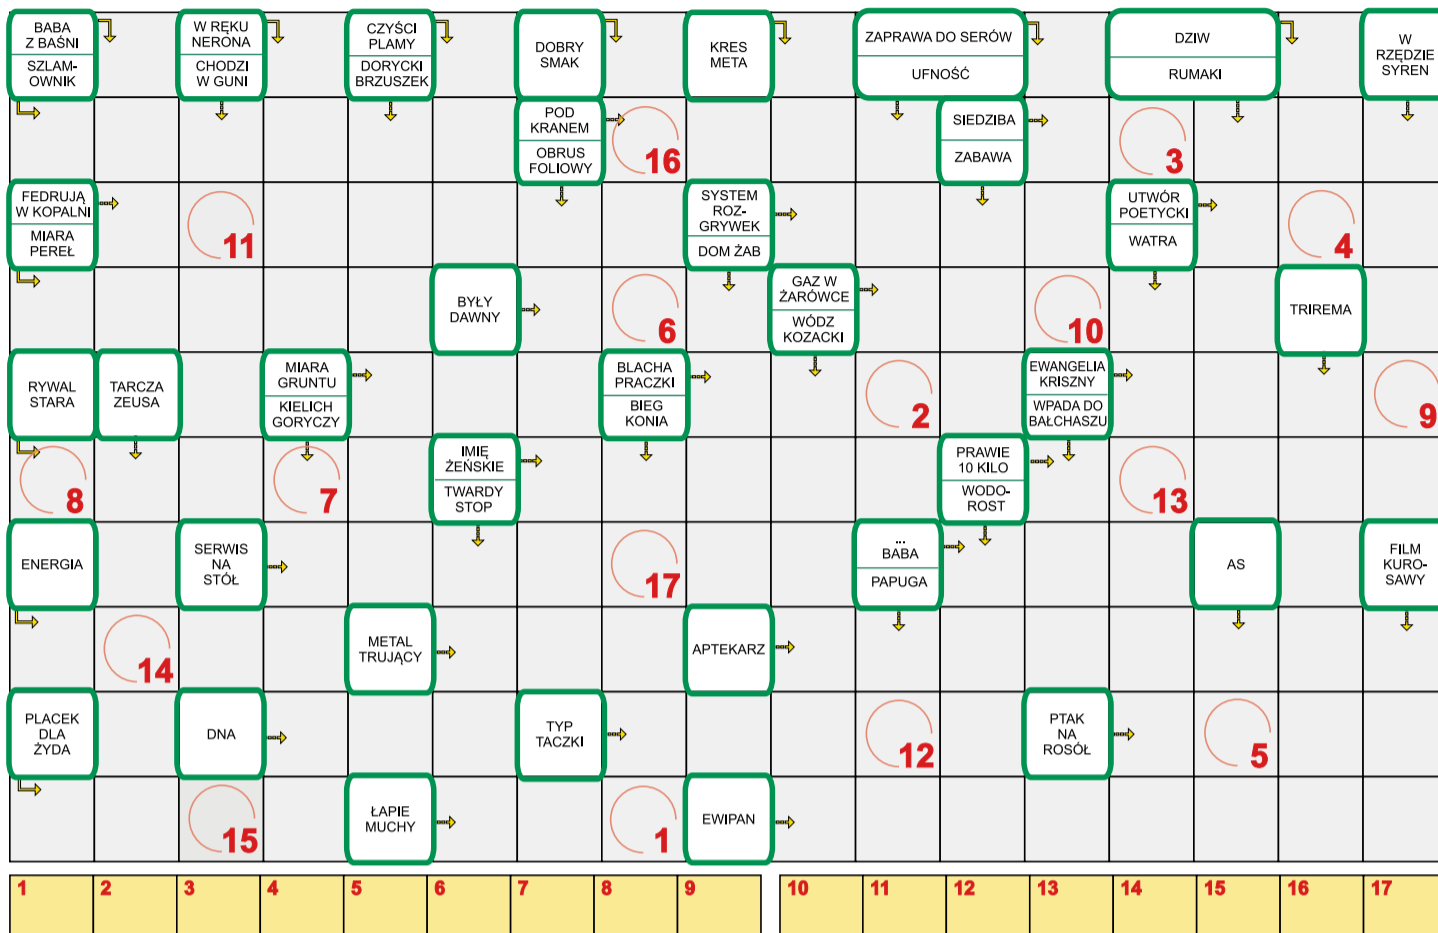 BABA
Z BAŚNI
SZLAM-
OWNIK
W RĘKU
NERONA
CHODZI
W GUNI
CZYŚCI
PLAMY
DORYCKI
BRZUSZEK
DOBRY
SMAK
KRES
META
ZAPRAWA DO SERÓW
UFNOŚĆ
DZIW
RUMAKI
W
RZĘDZIE
SYREN
POD
KRANEM
OBRUS
FOLIOWY
16
SIEDZIBA
ZABAWA
3
FEDRUJĄ
W KOPALNI
MIARA
PEREŁ
11
SYSTEM
ROZ-
GRYWEK
DOM ŻAB
UTWÓR
POETYCKI
WATRA
4
BYŁY
DAWNY
6
GAZ W
ŻARÓWCE
WÓDZ
KOZACKI
10
TRIREMA
RYWAL
STARA
TARCZA
ZEUSA
MIARA
GRUNTU
KIELICH
GORYCZY
BLACHA
PRACZKI
BIEG
KONIA
2
EWANGELIA
KRISZNY
WPADA DO
BAŁCHASZU
9
8
7
IMIĘ
ŻEŃSKIE
TWARDY
STOP
PRAWIE
10 KILO
WODO-
ROST
13
ENERGIA
SERWIS
NA
STÓŁ
17
...
BABA
PAPUGA
AS
FILM
KURO-
SAWY
14
METAL
TRUJĄCY
APTEKARZ
PLACEK
DLA
ŻYDA
DNA
TYP
TACZKI
12
PTAK
NA
ROSÓŁ
5
15
ŁAPIE
MUCHY
1
EWIPAN
1 2 3 4 5 6 7 8 9 10 11 12 13 14 15 16 17